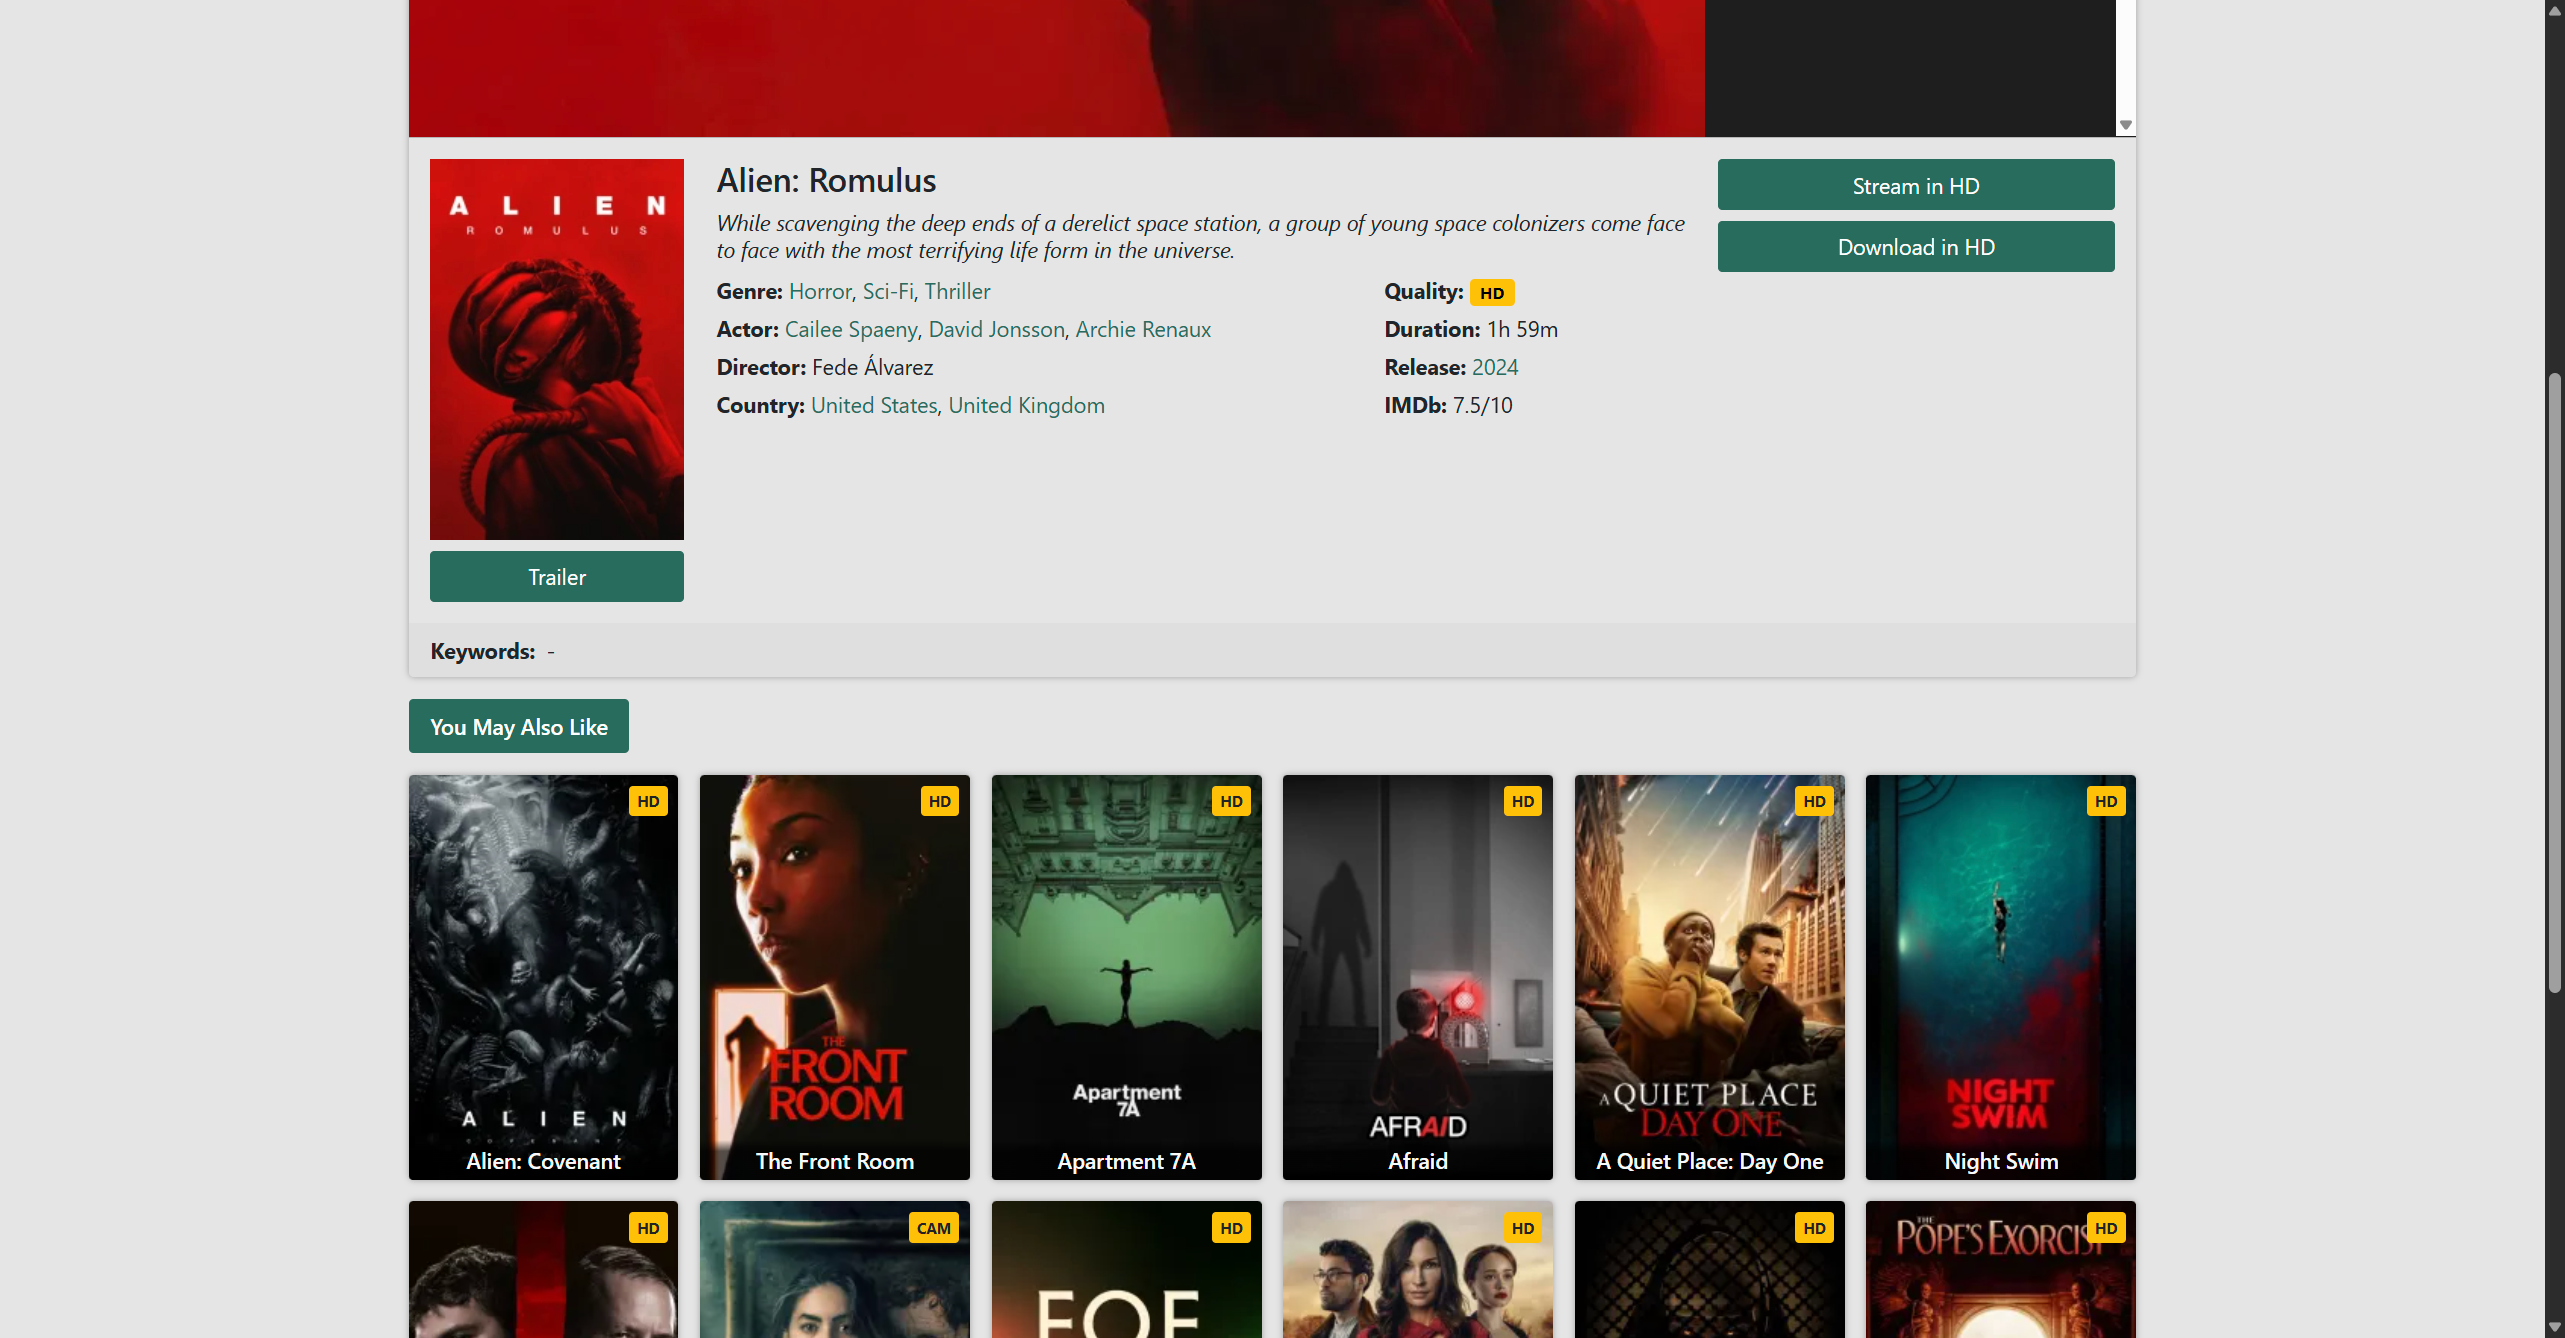 ALIEN
ROMULUS
Alien: Romulus
While scavenging the deep ends of a derelict space station, a group of young space colonizers come face
to face with the most terrifying life form in the universe.
Genre: Horror, Sci-Fi, Thriller
Actor: Cailee Spaeny, David Jonsson, Archie Renaux
Director: Fede Álvarez
Country: United States, United Kingdom
Quality: HD
Duration: 1h 59m
Release: 2024
IMDb: 7.5/10
Stream in HD
Download in HD
Trailer
Keywords: -
You May Also Like
HD
ALIEN
COVENANT
Alien: Covenant
HD
THE
FRONT
ROOM
The Front Room
HD
Apartment
7A
Apartment 7A
HD
AFRAID
Afraid
HD
A QUIET PLACE
DAY ONE
A Quiet Place: Day One
HD
NIGHT
SWIM
Night Swim
HD
CAM
HD
FOE
HD
HD
HD
THE
POPE'S EXORCIST